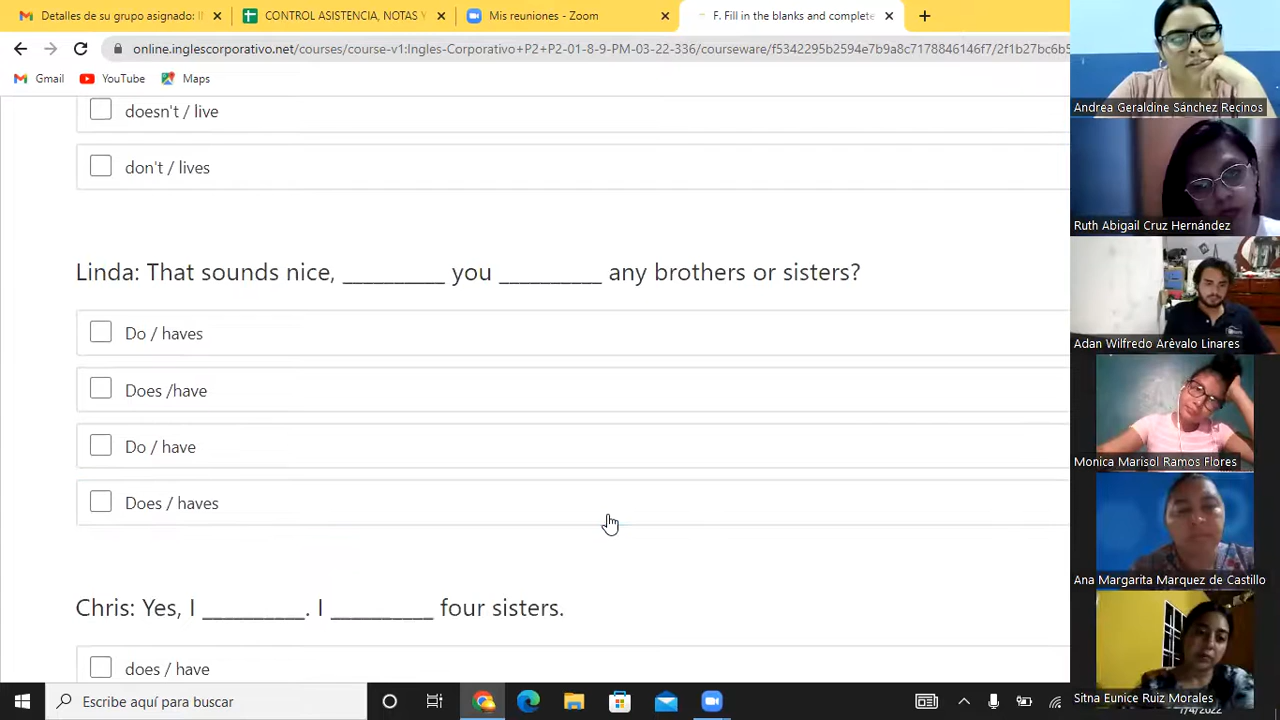 Detalles de su grupo asignado: I
CONTROL ASISTENCIA, NOTAS Y
Mis reuniones - Zoom
F. Fill in the blanks and complete
online.inglescorporativo.net/courses/course-v1:Ingles-Corporativo+P2+P2-01-8-9-PM-03-22-336/courseware/f5342295b2594e7b9a8c7178846146f7/2f1b27bc6b5
Gmail
YouTube
Maps
doesn't / live
don't / lives
Linda: That sounds nice, __________ you __________ any brothers or sisters?
Do / haves
Does /have
Do / have
Does / haves
Chris: Yes, I __________. I __________ four sisters.
does / have
Andrea Geraldine Sánchez Recinos
Ruth Abigail Cruz Hernández
Adan Wilfredo Arèvalo Linares
Monica Marisol Ramos Flores
Ana Margarita Marquez de Castillo
Sitna Eunice Ruiz Morales
Escribe aquí para buscar